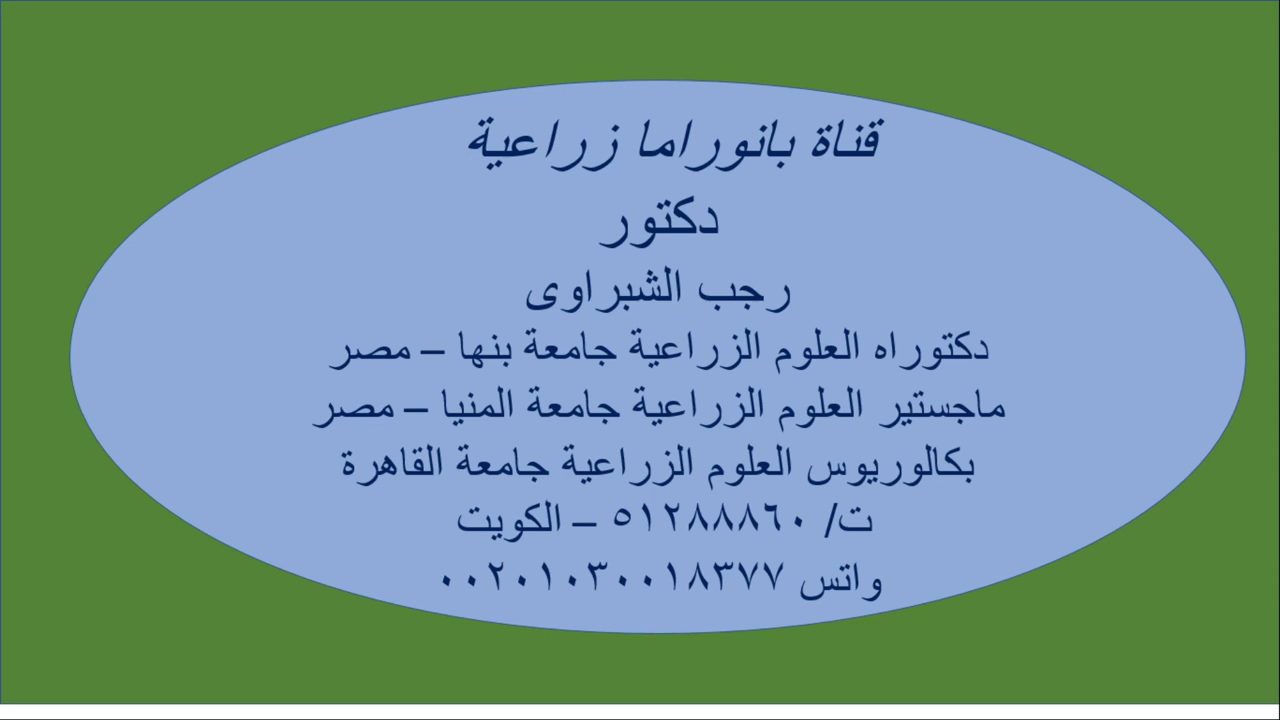 قناة بانوراما زراعية
دكتور
رجب الشبراوى
دكتوراه العلوم الزراعية جامعة بنها – مصر
ماجستير العلوم الزراعية جامعة المنيا – مصر
بكالوريوس العلوم الزراعية جامعة القاهرة
ت/ ٥١٢٨٨٨٦٠ – الكويت
واتس ٠٠٢٠١٠٣٠٠١٨٣٧٧